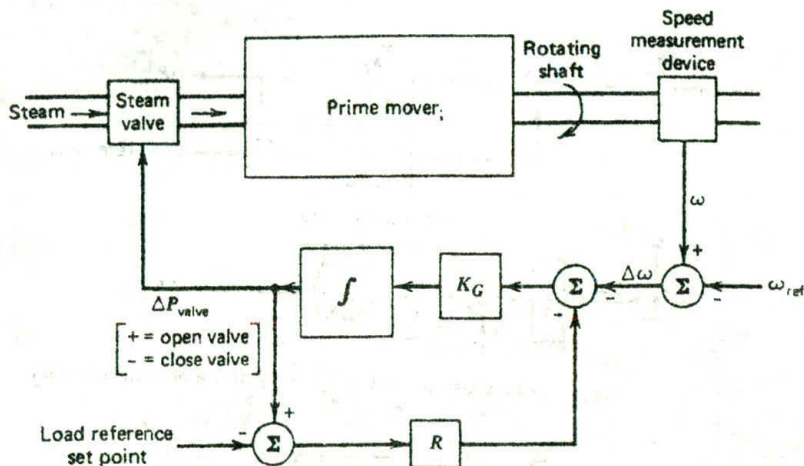 Speed
measurement
device
Rotating
shaft
Steam
Steam
valve
Prime mover
ω
+
Δω
-
Σ
-
ω ref
Σ
-
K_G
∫
ΔP_valve
+ = open valve
- = close valve
+
-
Σ
R
Load reference
set point